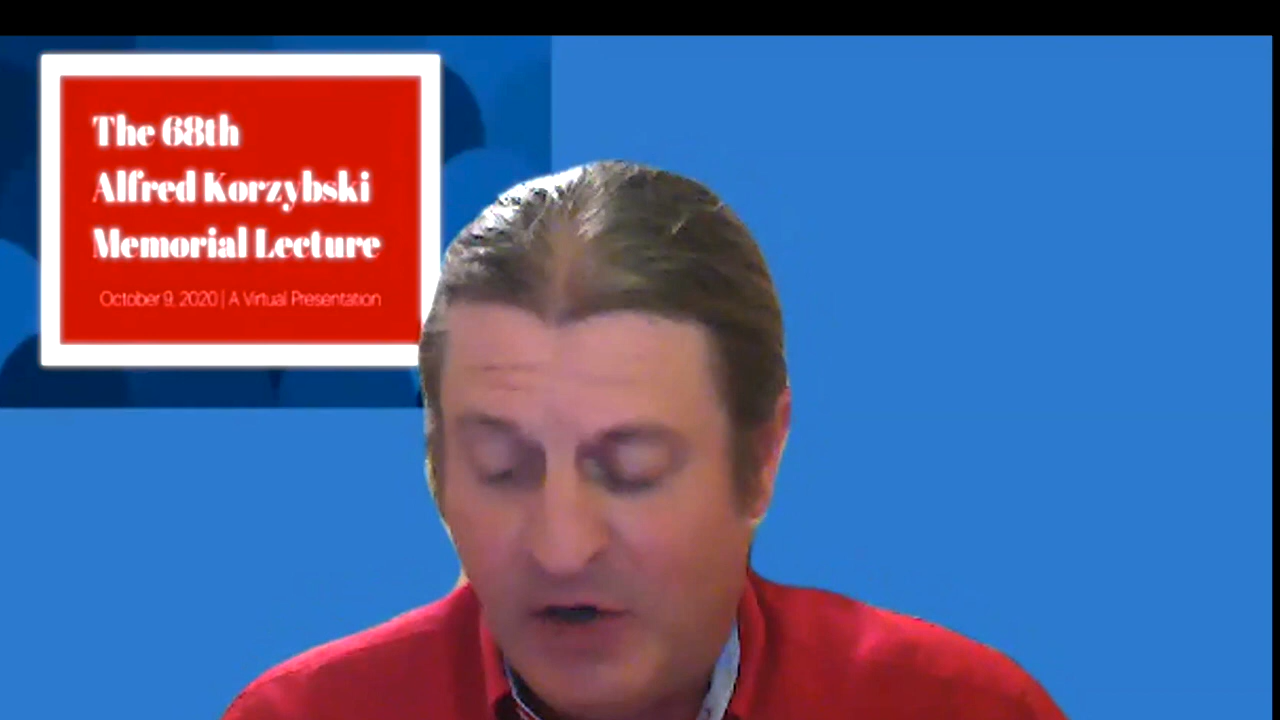 The 68th
Alfred Korzybski
Memorial Lecture
October 9, 2020 | A Virtual Presentation